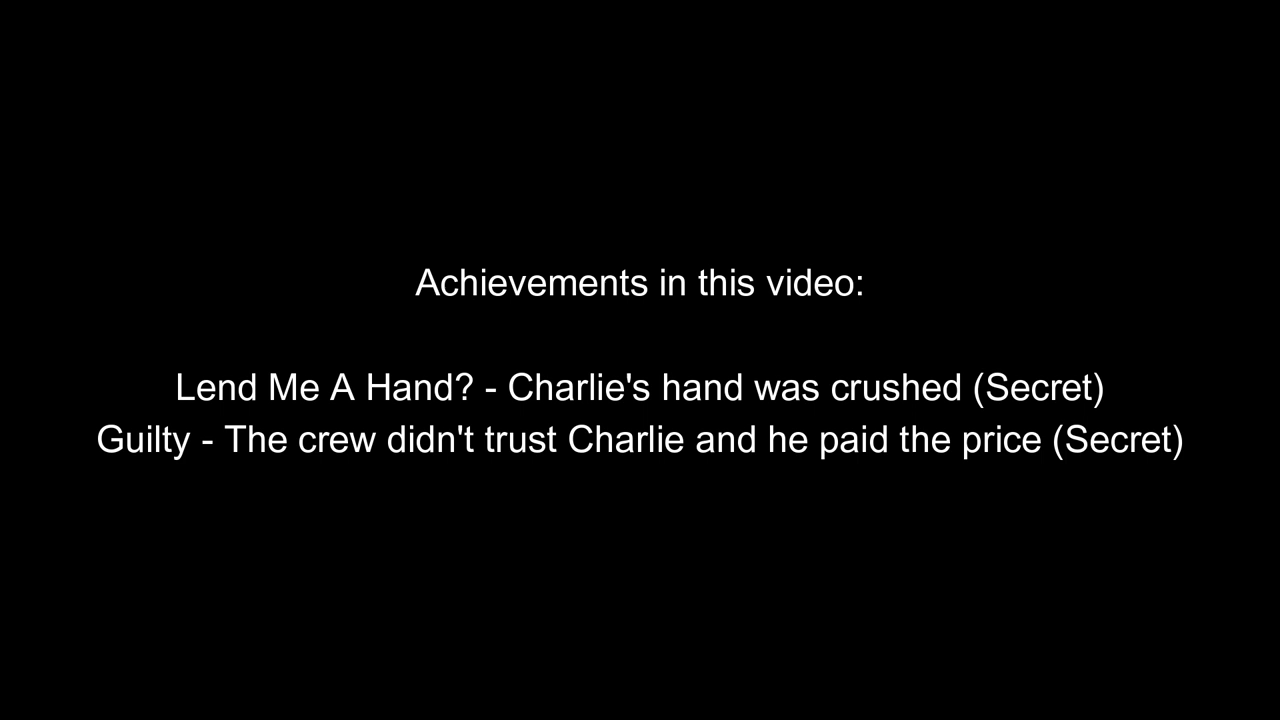 Achievements in this video:
Lend Me A Hand? - Charlie's hand was crushed (Secret)
Guilty - The crew didn't trust Charlie and he paid the price (Secret)